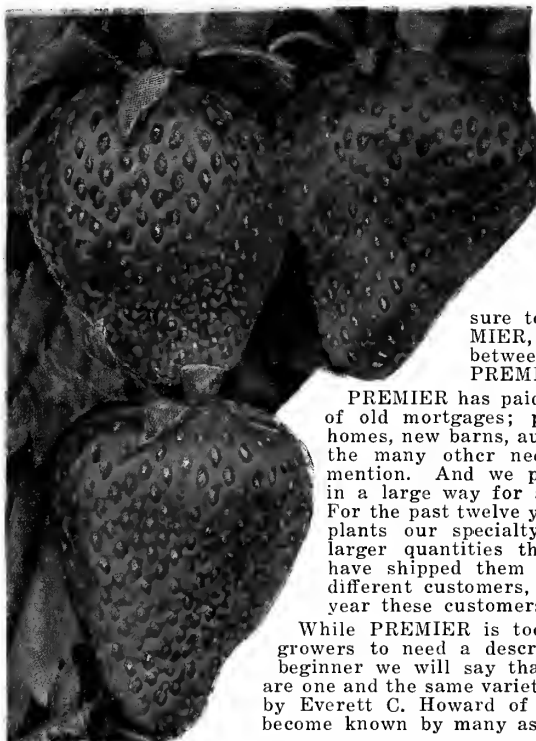 sure to
MIER,
between
PREMI
PREMIER has paid
of old mortgages; p
homes, new barns, au
the many other nec
mention. And we p
in a large way for a
For the past twelve y
plants our specialty
larger quantities th
have shipped them
different customers,
year these customers
While PREMIER is too
growers to need a descr
beginner we will say tha
are one and the same variet
by Everett C. Howard of
become known by many as